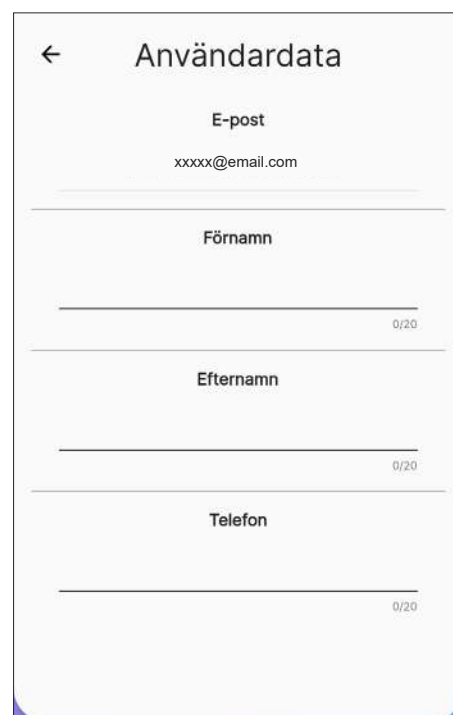 Användardata
E-post
xxxxx@email.com
Förnamn
0/20
Efternamn
0/20
Telefon
0/20